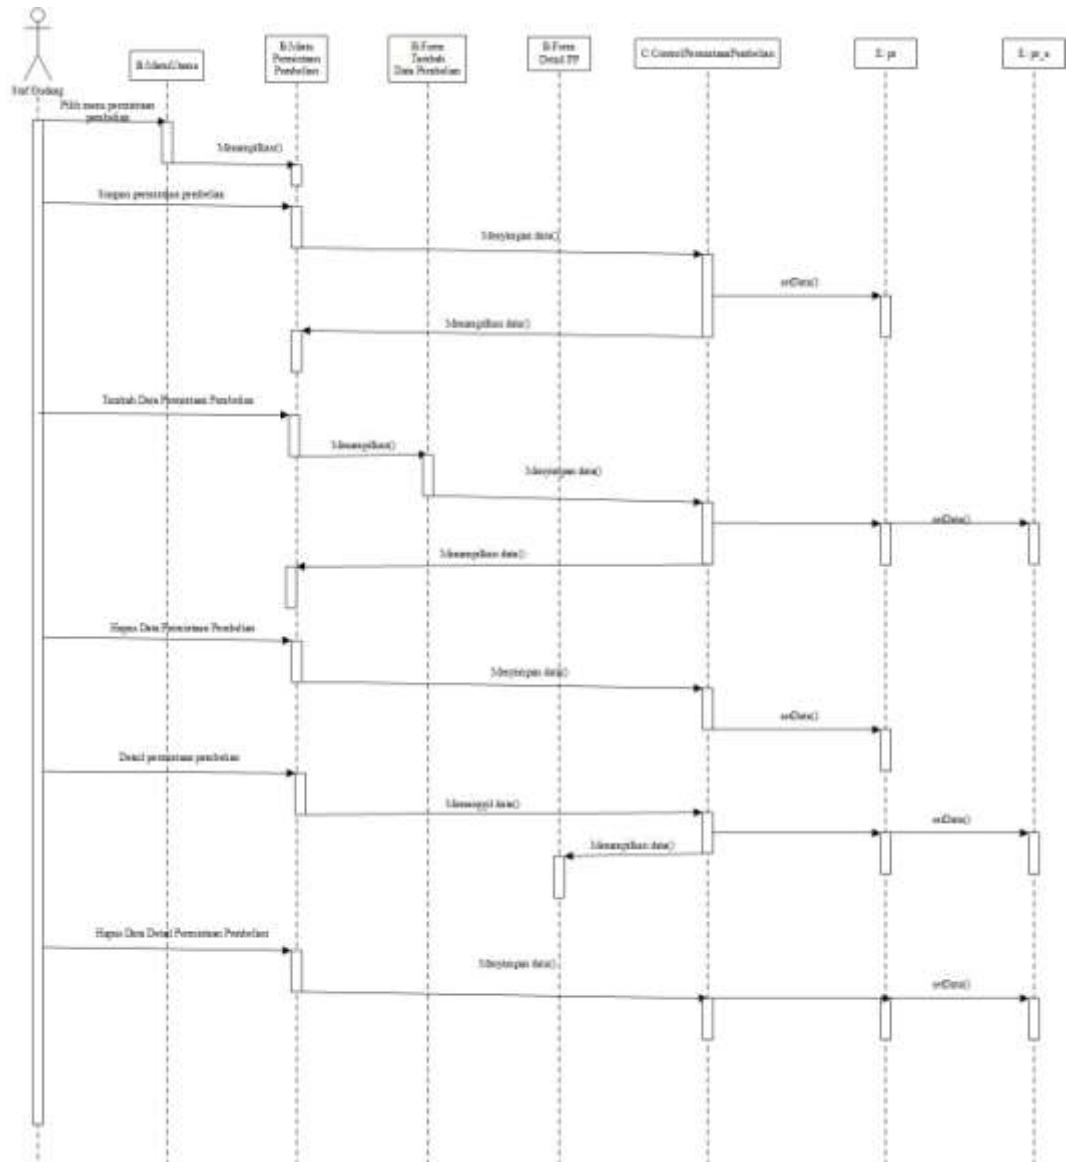 B:MenuUtama
B:Menu
Permintaan
Pembelian
B:Form
Tambah
Data Pembelian
B:Form
Detail PP
C:ControlPermintaanPembelian
E: pr
E: pr_s
Staf Gudang
Pilih menu permintaan
pembelian
Menampilkan()
Simpan permintaan pembelian
Menyimpan data()
setData()
Menampilkan data()
Tambah Data Permintaan Pembelian
Menampilkan()
Menyimpan data()
setData()
Menampilkan data()
Hapus Data Permintaan Pembelian
Menyimpan data()
setData()
Detail permintaan pembelian
Memanggil data()
setData()
Menampilkan data()
Hapus Data Detail Permintaan Pembelian
Menyimpan data()
setData()